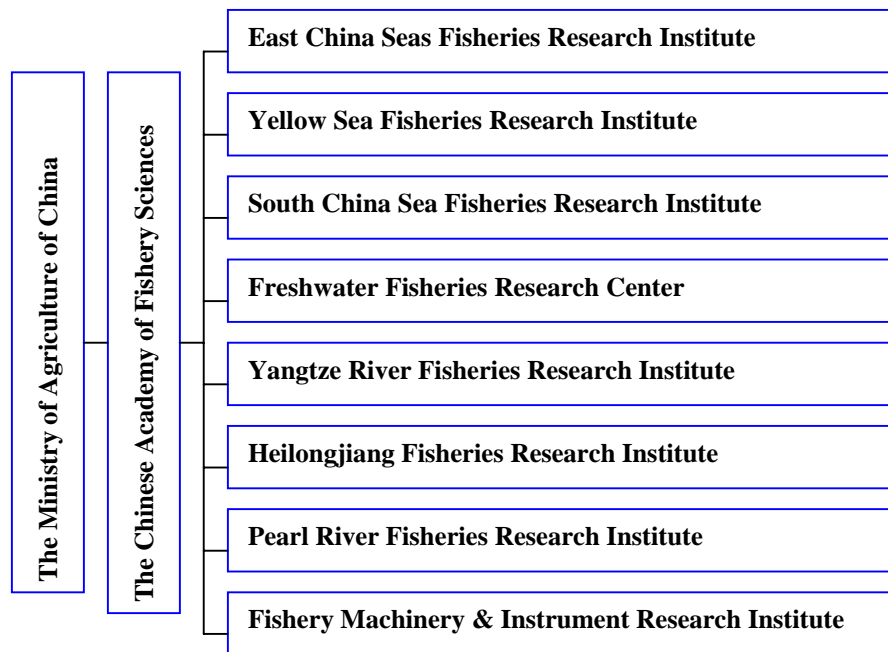 The Ministry of Agriculture of China
The Chinese Academy of Fishery Sciences
East China Seas Fisheries Research Institute
Yellow Sea Fisheries Research Institute
South China Sea Fisheries Research Institute
Freshwater Fisheries Research Center
Yangtze River Fisheries Research Institute
Heilongjiang Fisheries Research Institute
Pearl River Fisheries Research Institute
Fishery Machinery & Instrument Research Institute